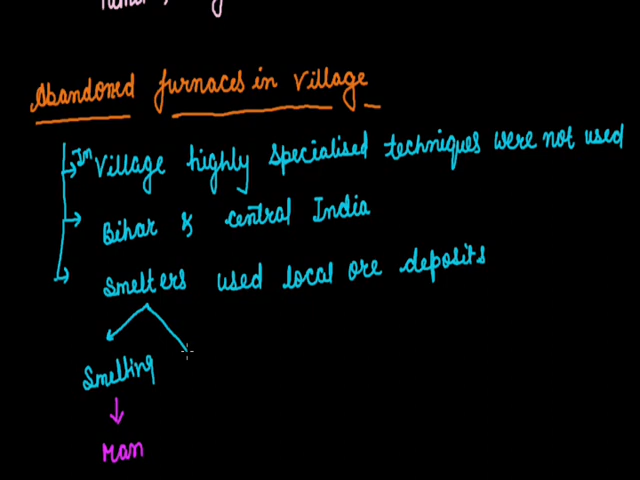 Abandoned furnaces in Village
In Village highly specialised techniques were not used
Bihar & central India
Smelters used local ore deposits
Smelting
Man